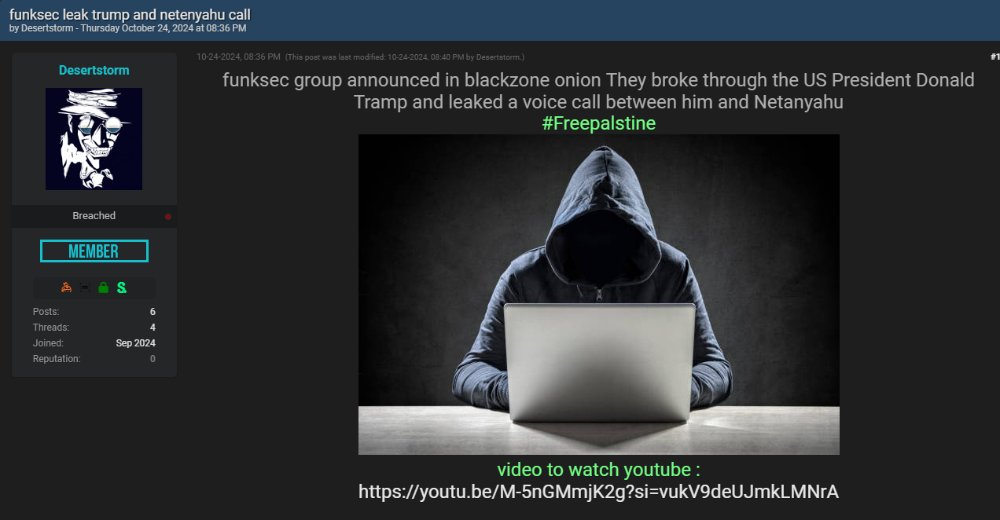 funksec leak trump and netenyahu call
by Desertstorm - Thursday October 24, 2024 at 08:36 PM
Desertstorm
Breached
MEMBER
Posts: 6
Threads: 4
Joined: Sep 2024
Reputation: 0
10-24-2024, 08:36 PM (This post was last modified: 10-24-2024, 08:40 PM by Desertstorm.)
#1
funksec group announced in blackzone onion They broke through the US President Donald
Tramp and leaked a voice call between him and Netanyahu
#Freepalstine
video to watch youtube :
https://youtu.be/M-5nGMmjK2g?si=vukV9deUJmkLMNrA